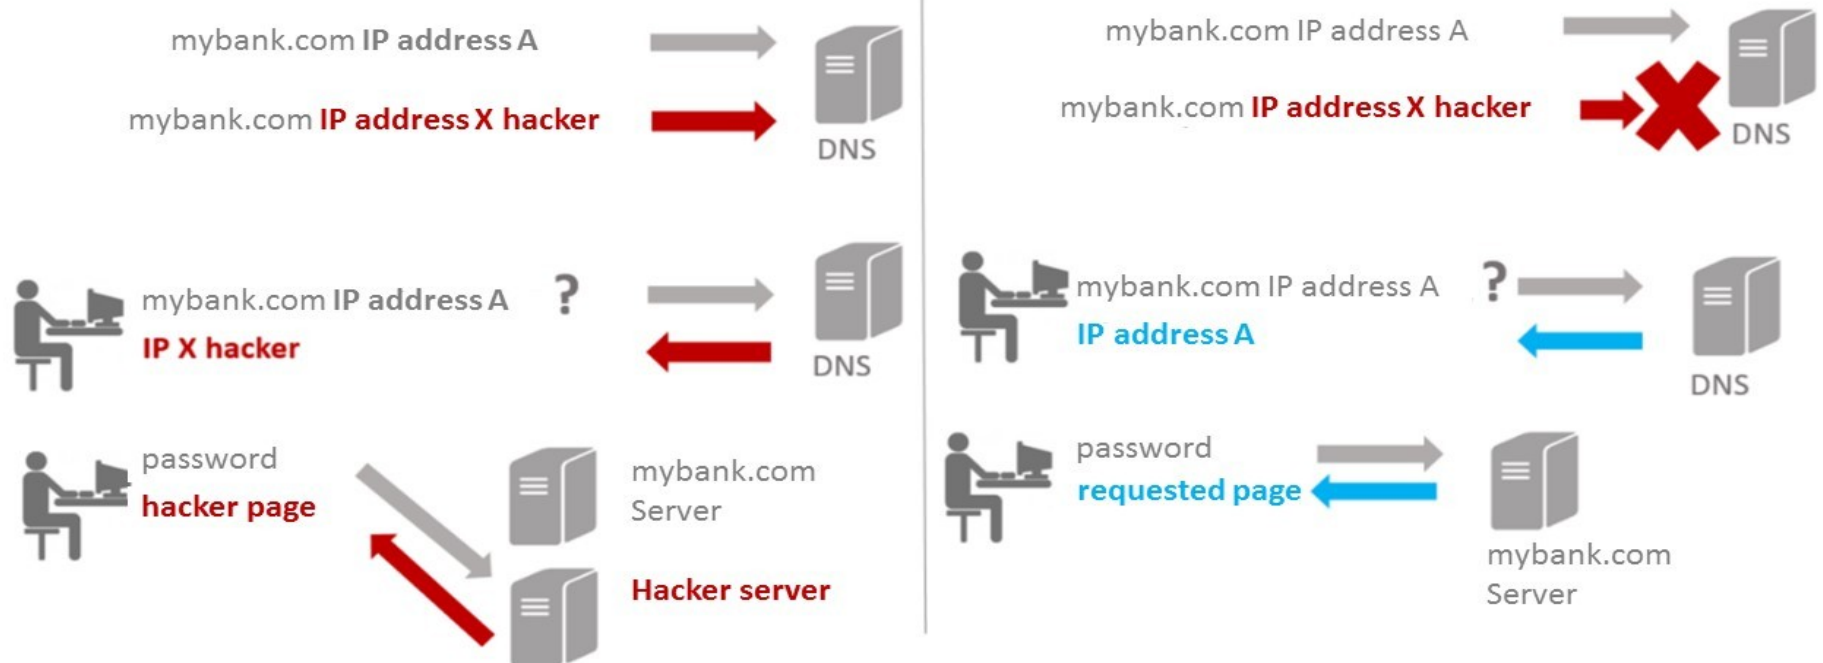 mybank.com IP address A
mybank.com IP address X hacker
DNS
mybank.com IP address A ?
IP X hacker
DNS
password
hacker page
mybank.com
Server
Hacker server
mybank.com IP address A
mybank.com IP address X hacker
DNS
mybank.com IP address A ?
IP address A
DNS
password
requested page
mybank.com
Server